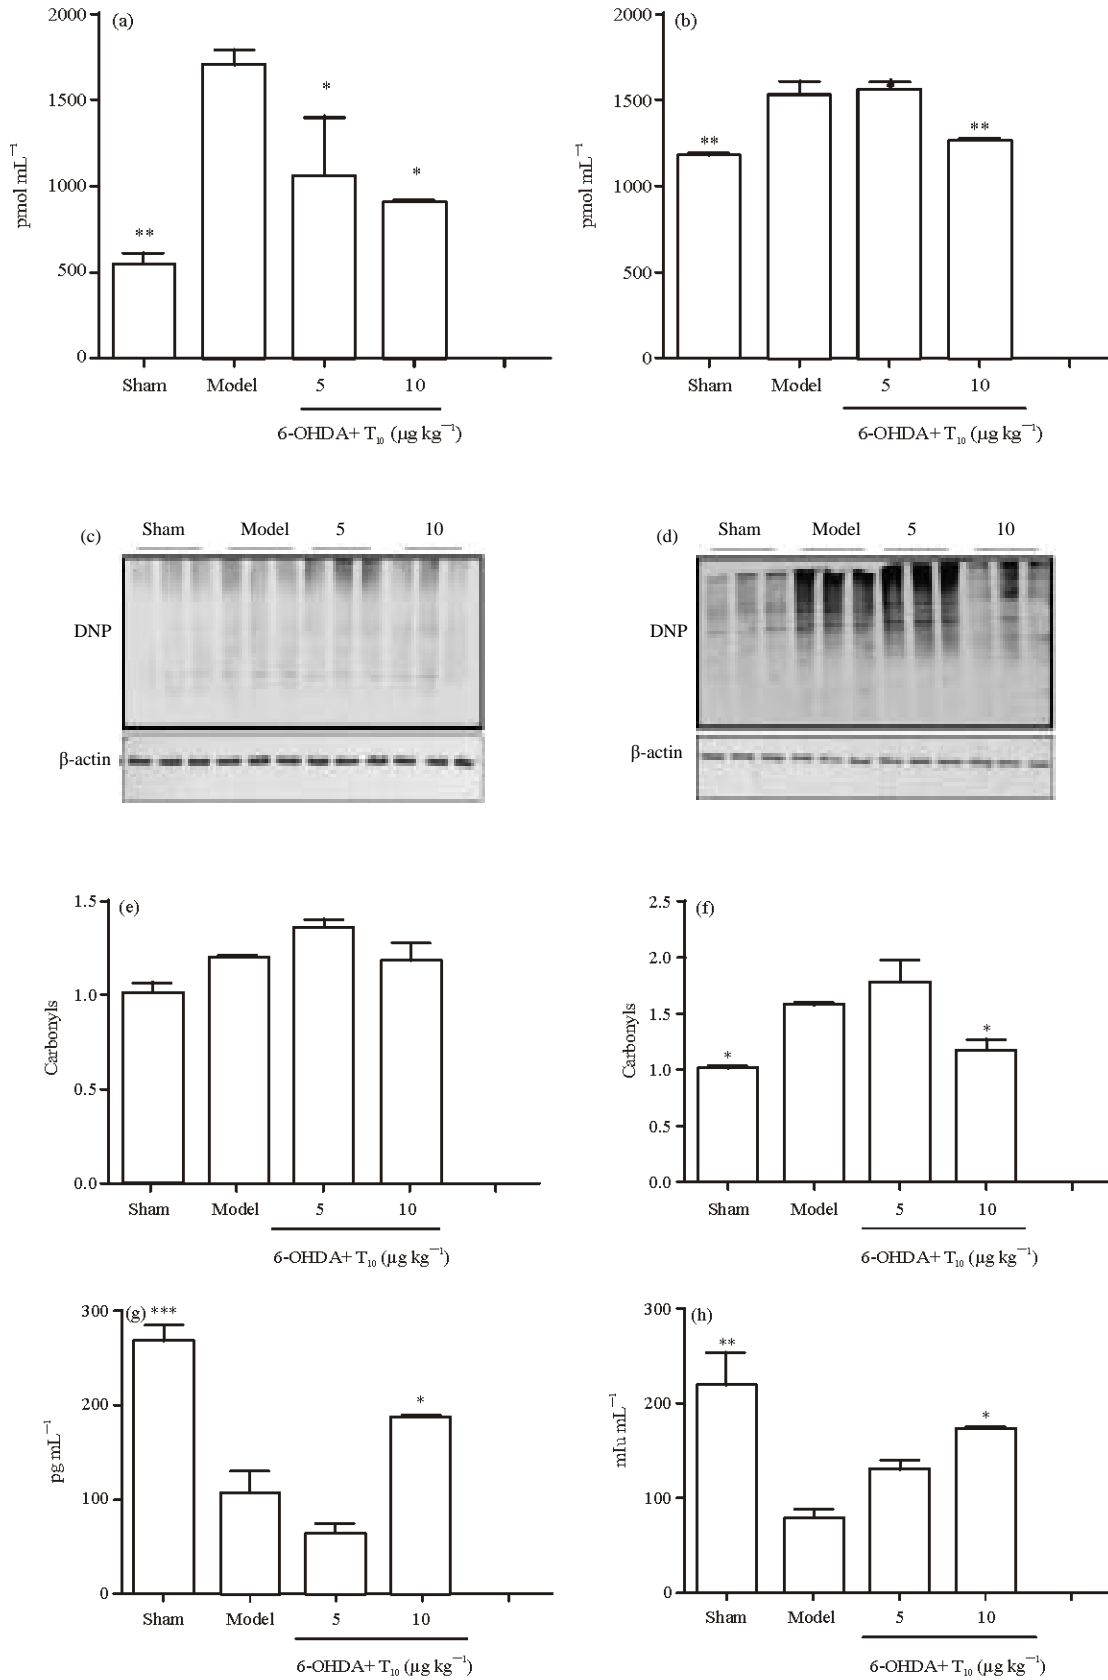 (a)
2000
1500
1000
500
0
pmol mL⁻¹
**
*
*
Sham Model 5 10
6-OHDA+ T₁₀ (µg kg⁻¹)
(b)
2000
1500
1000
500
0
pmol mL⁻¹
**
**
Sham Model 5 10
6-OHDA+ T₁₀ (µg kg⁻¹)
(c)
Sham Model 5 10
DNP
β-actin
(d)
Sham Model 5 10
DNP
β-actin
(e)
1.5
1.0
0.5
0.0
Carbonyls
Sham Model 5 10
6-OHDA+ T₁₀ (µg kg⁻¹)
(f)
2.5
2.0
1.5
1.0
0.5
0.0
Carbonyls
*
*
Sham Model 5 10
6-OHDA+ T₁₀ (µg kg⁻¹)
(g)
300
200
100
0
pg mL⁻¹
***
*
Sham Model 5 10
6-OHDA+ T₁₀ (µg kg⁻¹)
(h)
300
200
100
0
mIu mL⁻¹
**
*
Sham Model 5 10
6-OHDA+ T₁₀ (µg kg⁻¹)